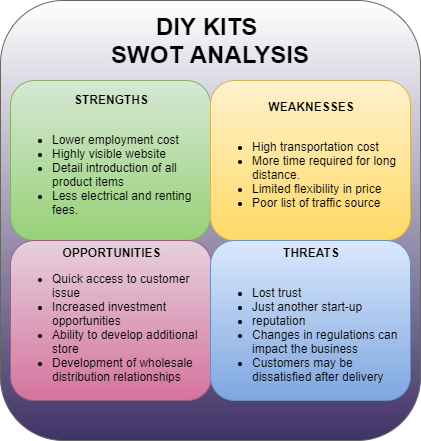 DIY KITS
SWOT ANALYSIS
STRENGTHS
• Lower employment cost
• Highly visible website
• Detail introduction of all
product items
• Less electrical and renting
fees.
WEAKNESSES
• High transportation cost
• More time required for long
distance.
• Limited flexibility in price
• Poor list of traffic source
OPPORTUNITIES
• Quick access to customer
issue
• Increased investment
opportunities
• Ability to develop additional
store
• Development of wholesale
distribution relationships
THREATS
• Lost trust
• Just another start-up
• reputation
• Changes in regulations can
impact the business
• Customers may be
dissatisfied after delivery